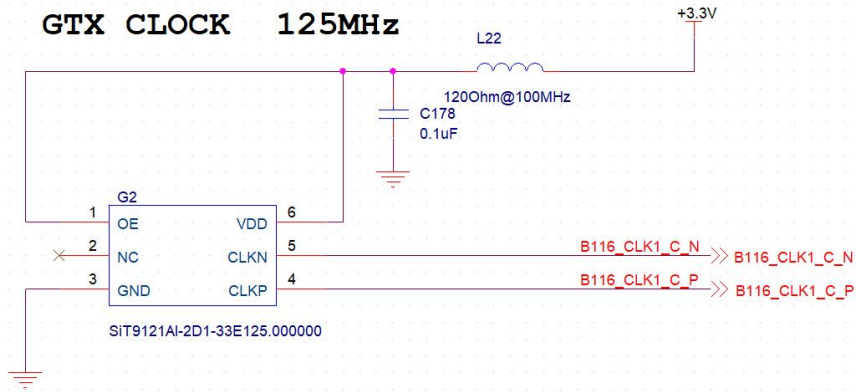 GTX CLOCK 125MHz
+3.3V
L22
120Ohm@100MHz
C178
0.1uF
G2
1 OE VDD 6
2 NC CLKN 5 B116_CLK1_C_N B116_CLK1_C_N
3 GND CLKP 4 B116_CLK1_C_P B116_CLK1_C_P
SiT9121AI-2D1-33E125.000000